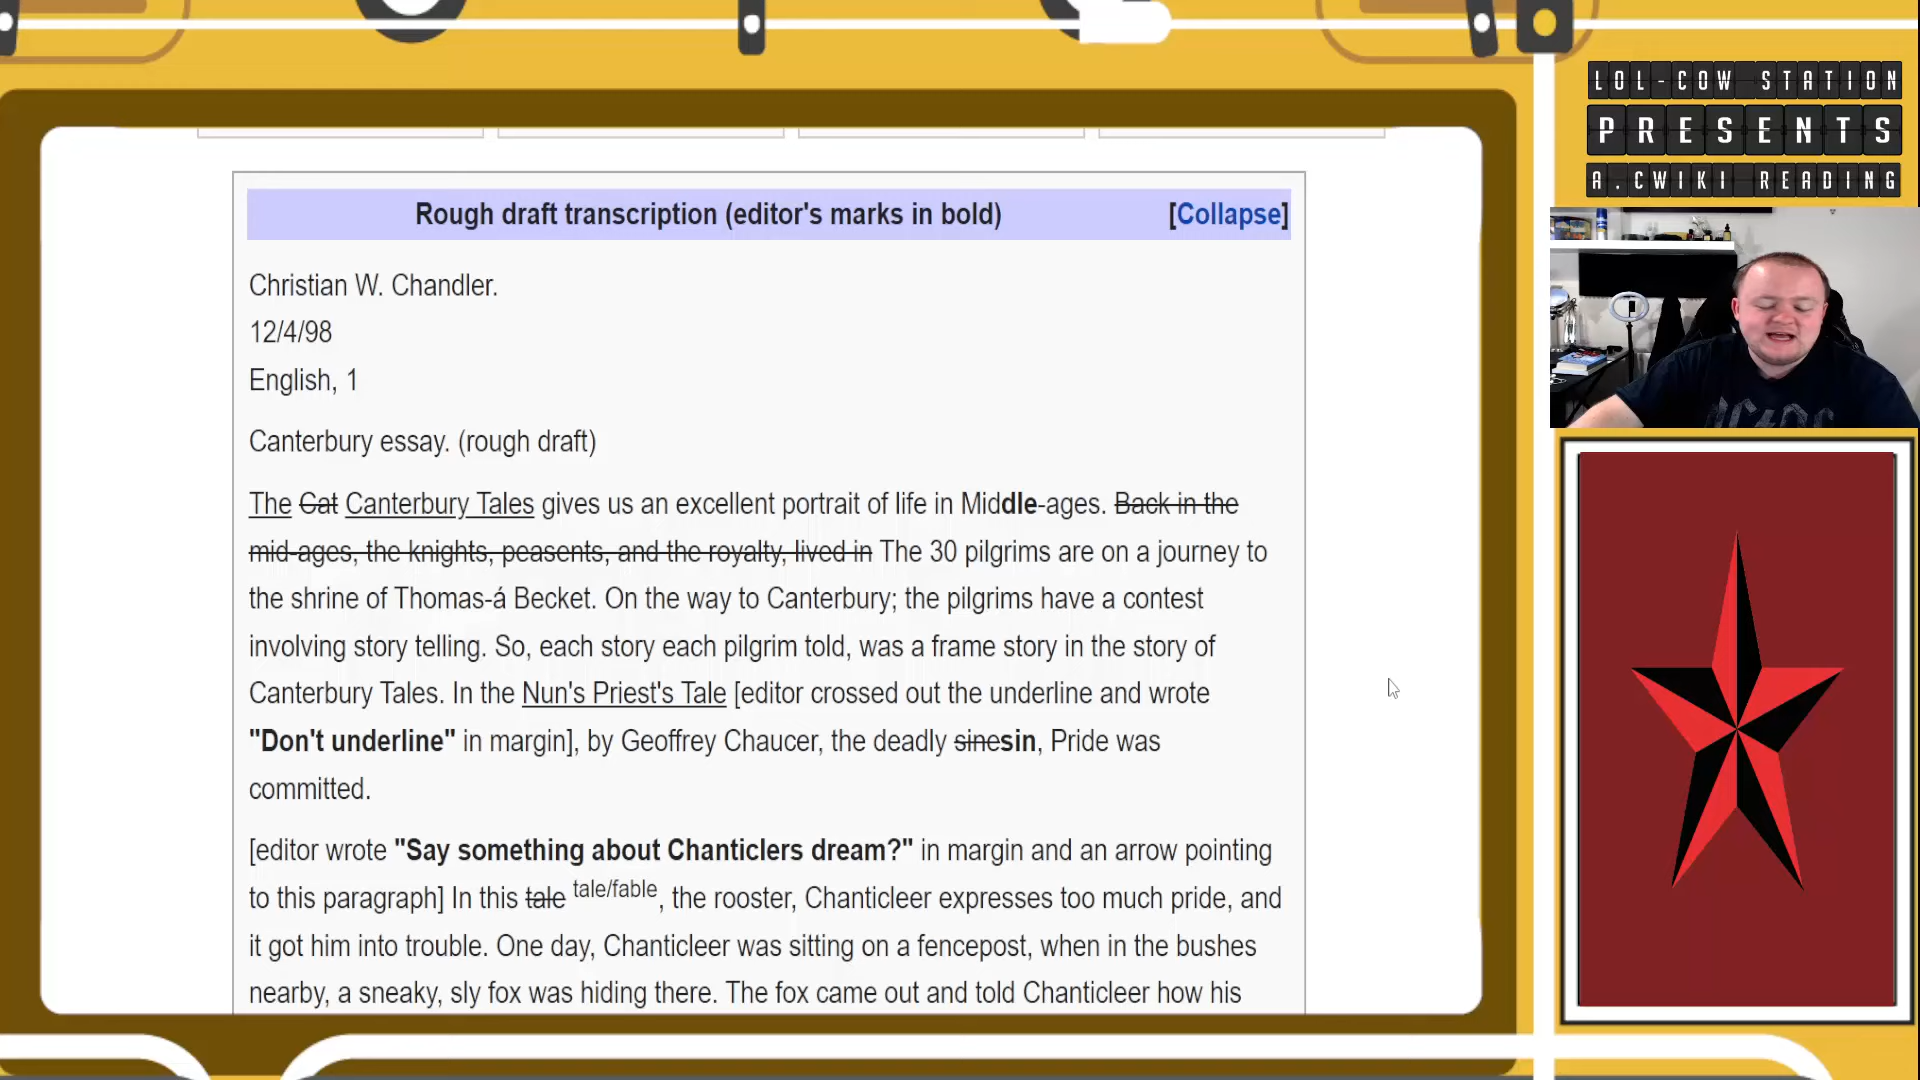 LOL-COW STATION
PRESENTS
A.CWIKI READING
Rough draft transcription (editor's marks in bold) [Collapse]
Christian W. Chandler.
12/4/98
English, 1
Canterbury essay. (rough draft)
The Cat Canterbury Tales gives us an excellent portrait of life in Middle-ages. Back in the
mid-ages, the knights, peasents, and the royalty, lived in The 30 pilgrims are on a journey to
the shrine of Thomas-á Becket. On the way to Canterbury; the pilgrims have a contest
involving story telling. So, each story each pilgrim told, was a frame story in the story of
Canterbury Tales. In the Nun's Priest's Tale [editor crossed out the underline and wrote
"Don't underline" in margin], by Geoffrey Chaucer, the deadly sinesin, Pride was
committed.
[editor wrote "Say something about Chanticlers dream?" in margin and an arrow pointing
to this paragraph] In this tale tale/fable, the rooster, Chanticleer expresses too much pride, and
it got him into trouble. One day, Chanticleer was sitting on a fencepost, when in the bushes
nearby, a sneaky, sly fox was hiding there. The fox came out and told Chanticleer how his